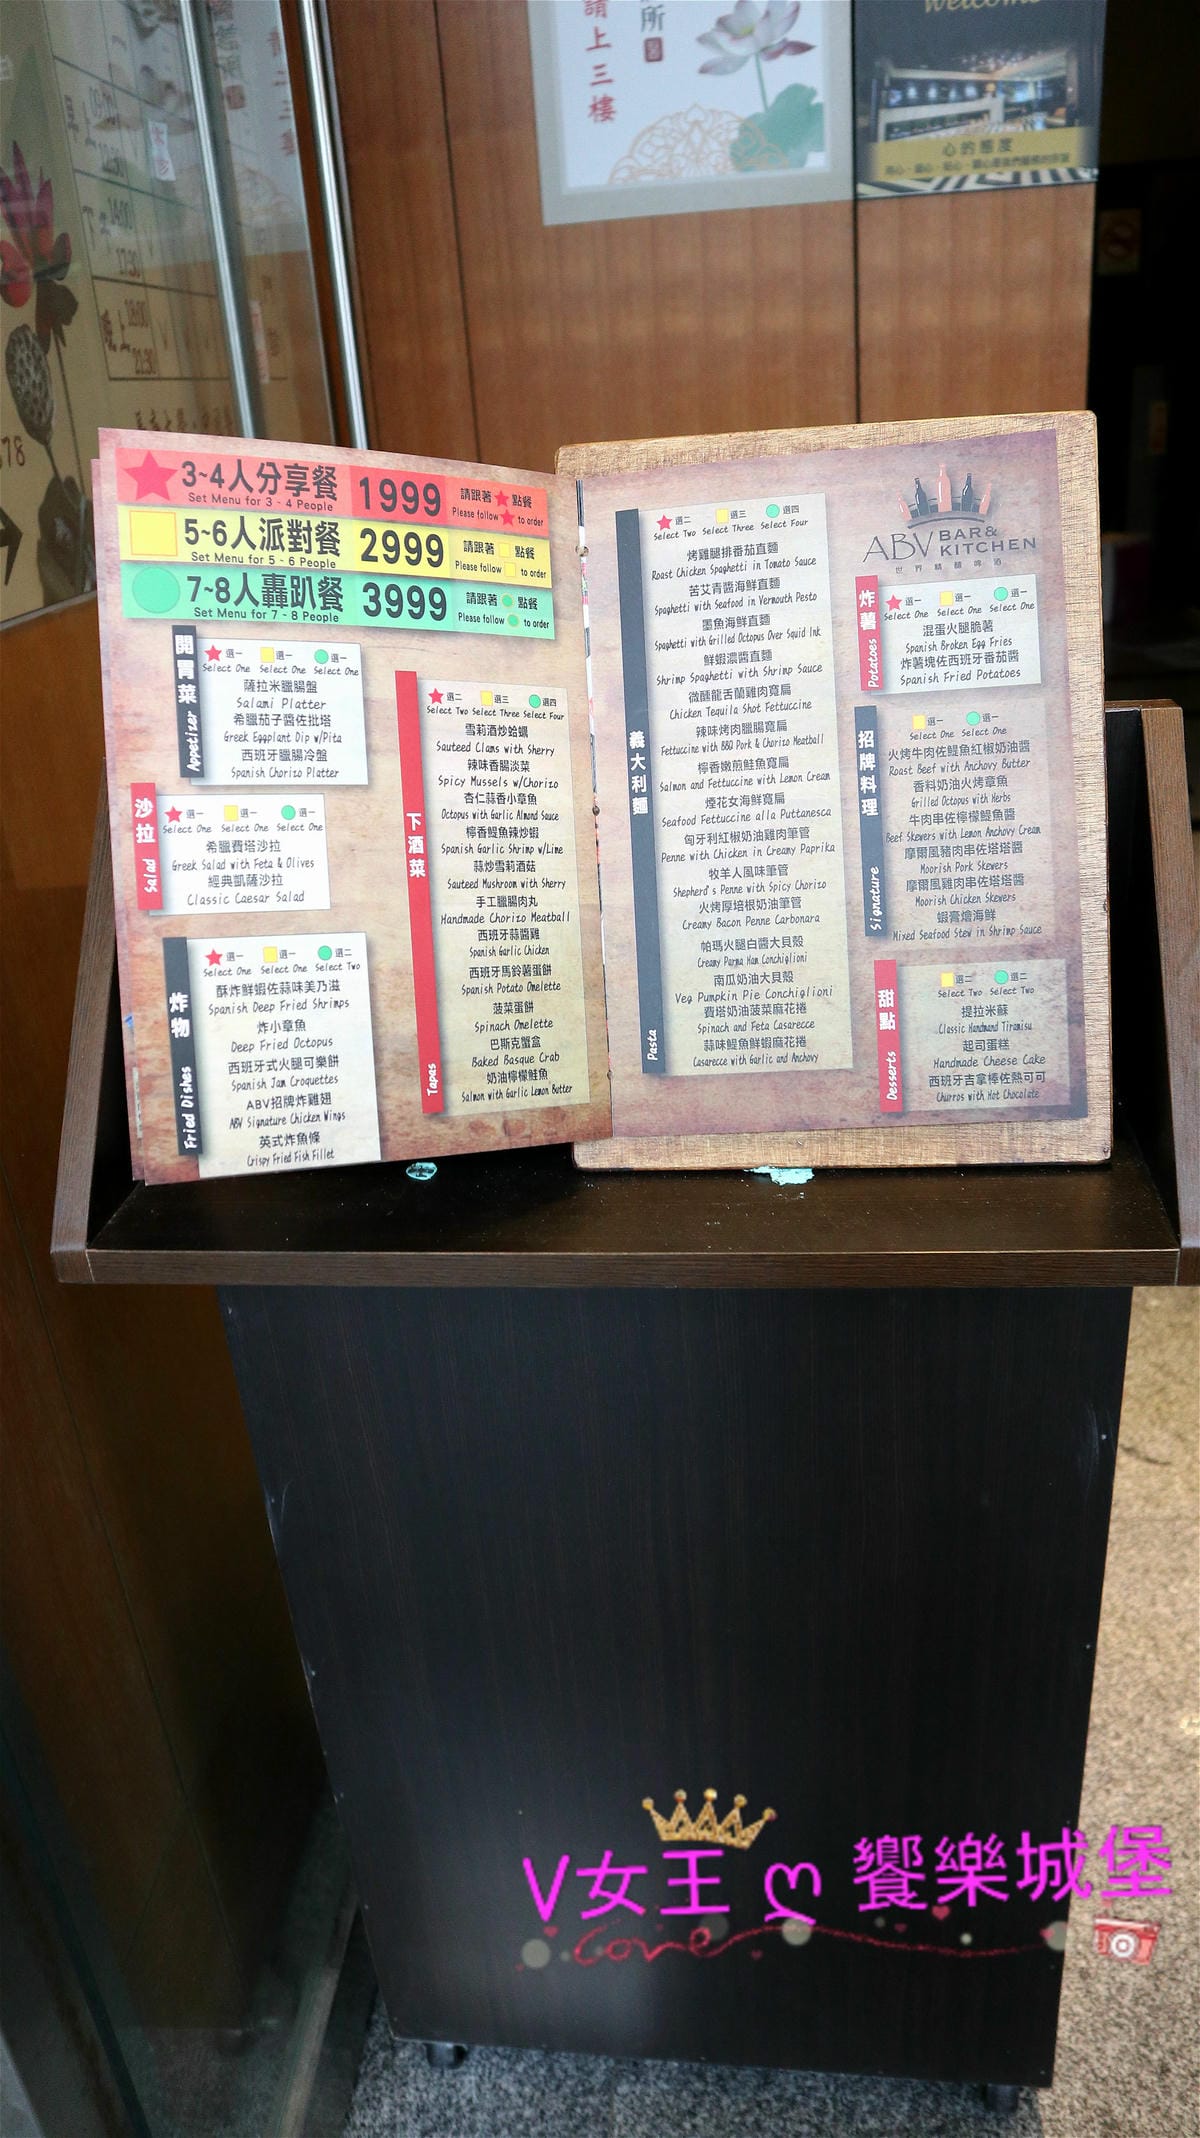 請上三樓
所
Welcome
心的態度
3~4人分享餐
Set Menu for 3 - 4 People
1999
請跟著 點餐
Please follow to order
5~6人派對餐
Set Menu for 5 - 6 People
2999
請跟著 點餐
Please follow to order
7~8人轟趴餐
Set Menu for 7 - 8 People
3999
請跟著 點餐
Please follow to order
開胃菜 Appetizer
選一 選一 選一
Select One Select One Select One
薩拉米臘腸盤
Salami Platter
希臘茄子醬佐批塔
Greek Eggplant Dip w/Pita
西班牙臘腸冷盤
Spanish Chorizo Platter
沙拉 Salad
選一 選一 選一
Select One Select One Select One
希臘費塔沙拉
Greek Salad with Feta & Olives
經典凱薩沙拉
Classic Caesar Salad
炸物 Fried Dishes
選一 選一 選二
Select One Select One Select Two
酥炸鮮蝦佐蒜味美乃滋
Spanish Deep Fried Shrimps
炸小章魚
Deep Fried Octopus
西班牙式火腿可樂餅
Spanish Jam Croquettes
ABV招牌炸雞翅
ABV Signature Chicken Wings
英式炸魚條
Crispy Fried Fish Fillet
下酒菜 Tapas
選二 選三 選四
Select Two Select Three Select Four
雪莉酒炒蛤蠣
Sauteed Clams with Sherry
辣味香腸淡菜
Spicy Mussels w/Chorizo
杏仁蒜香小章魚
Octopus with Garlic Almond Sauce
檸香鯷魚辣炒蝦
Spanish Garlic Shrimp w/Lime
蒜炒雪莉酒菇
Sauteed Mushroom with Sherry
手工臘腸肉丸
Handmade Chorizo Meatball
西班牙蒜醬雞
Spanish Garlic Chicken
西班牙馬鈴薯蛋餅
Spanish Potato Omelette
菠菜蛋餅
Spinach Omelette
巴斯克蟹盒
Baked Basque Crab
奶油檸檬鮭魚
Salmon with Garlic Lemon Butter
義大利麵 Pasta
選二 選三 選四
Select Two Select Three Select Four
烤雞腿排番茄直麵
Roast Chicken Spaghetti in Tomato Sauce
苦艾青醬海鮮直麵
Spaghetti with Seafood in Vermouth Pesto
墨魚海鮮直麵
Spaghetti with Grilled Octopus Over Squid Ink
鮮蝦濃醬直麵
Shrimp Spaghetti with Shrimp Sauce
微醺龍舌蘭雞肉寬扁
Chicken Tequila Shot Fettuccine
辣味烤肉臘腸寬扁
Fettuccine with BBQ Pork & Chorizo Meatball
檸香嫩煎鮭魚寬扁
Salmon and Fettuccine with Lemon Cream
煙花女海鮮寬扁
Seafood Fettuccine alla Puttanesca
匈牙利紅椒奶油雞肉筆管
Penne with Chicken in Creamy Paprika
牧羊人風味筆管
Shepherd's Penne with Spicy Chorizo
火烤厚培根奶油筆管
Creamy Bacon Penne Carbonara
帕瑪火腿白醬大貝殼
Creamy Parma Ham Conchiglioni
南瓜奶油大貝殼
Veg Pumpkin Pie Conchiglioni
費塔奶油菠菜麻花捲
Spinach and Feta Casarecce
蒜味鯷魚鮮蝦麻花捲
Casarecce with Garlic and Anchovy
ABV BAR & KITCHEN
世界精釀啤酒
炸薯 Potatoes
選一 選一 選一
Select One Select One Select One
混蛋火腿脆薯
Spanish Broken Egg Fries
炸薯塊佐西班牙番茄醬
Spanish Fried Potatoes
招牌料理 Signature
選一 選一
Select One Select One
火烤牛肉佐鯷魚紅椒奶油醬
Roast Beef with Anchovy Butter
香料奶油火烤章魚
Grilled Octopus with Herbs
牛肉串佐檸檬鯷魚醬
Beef Skewers with Lemon Anchovy Cream
摩爾風豬肉串佐塔塔醬
Moorish Pork Skewers
摩爾風雞肉串佐塔塔醬
Moorish Chicken Skewers
蝦膏燴海鮮
Mixed Seafood Stew in Shrimp Sauce
甜點 Desserts
選二 選二
Select Two Select Two
提拉米蘇
Classic Handmand Tiramisu
起司蛋糕
Handmade Cheese Cake
西班牙吉拿棒佐熱可可
Churros with Hot Chocolate
V女王 ღ 饗樂城堡
Love